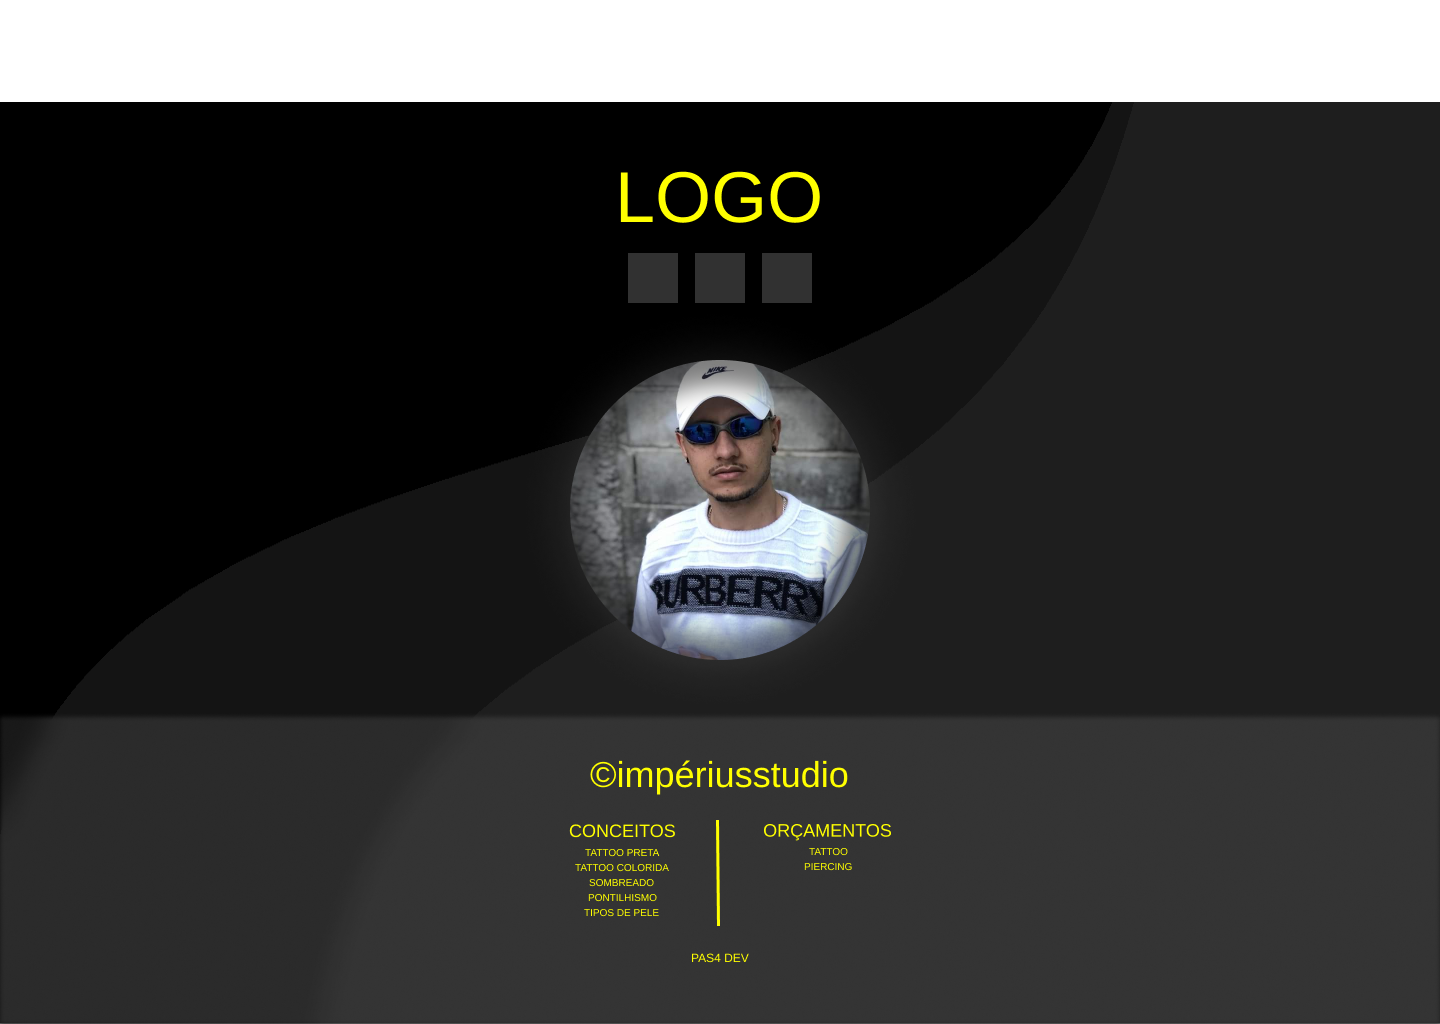 LOGO
NIKE
BURBERRY
©impériusstudio
CONCEITOS
TATTOO PRETA
TATTOO COLORIDA
SOMBREADO
PONTILHISMO
TIPOS DE PELE
ORÇAMENTOS
TATTOO
PIERCING
PAS4 DEV